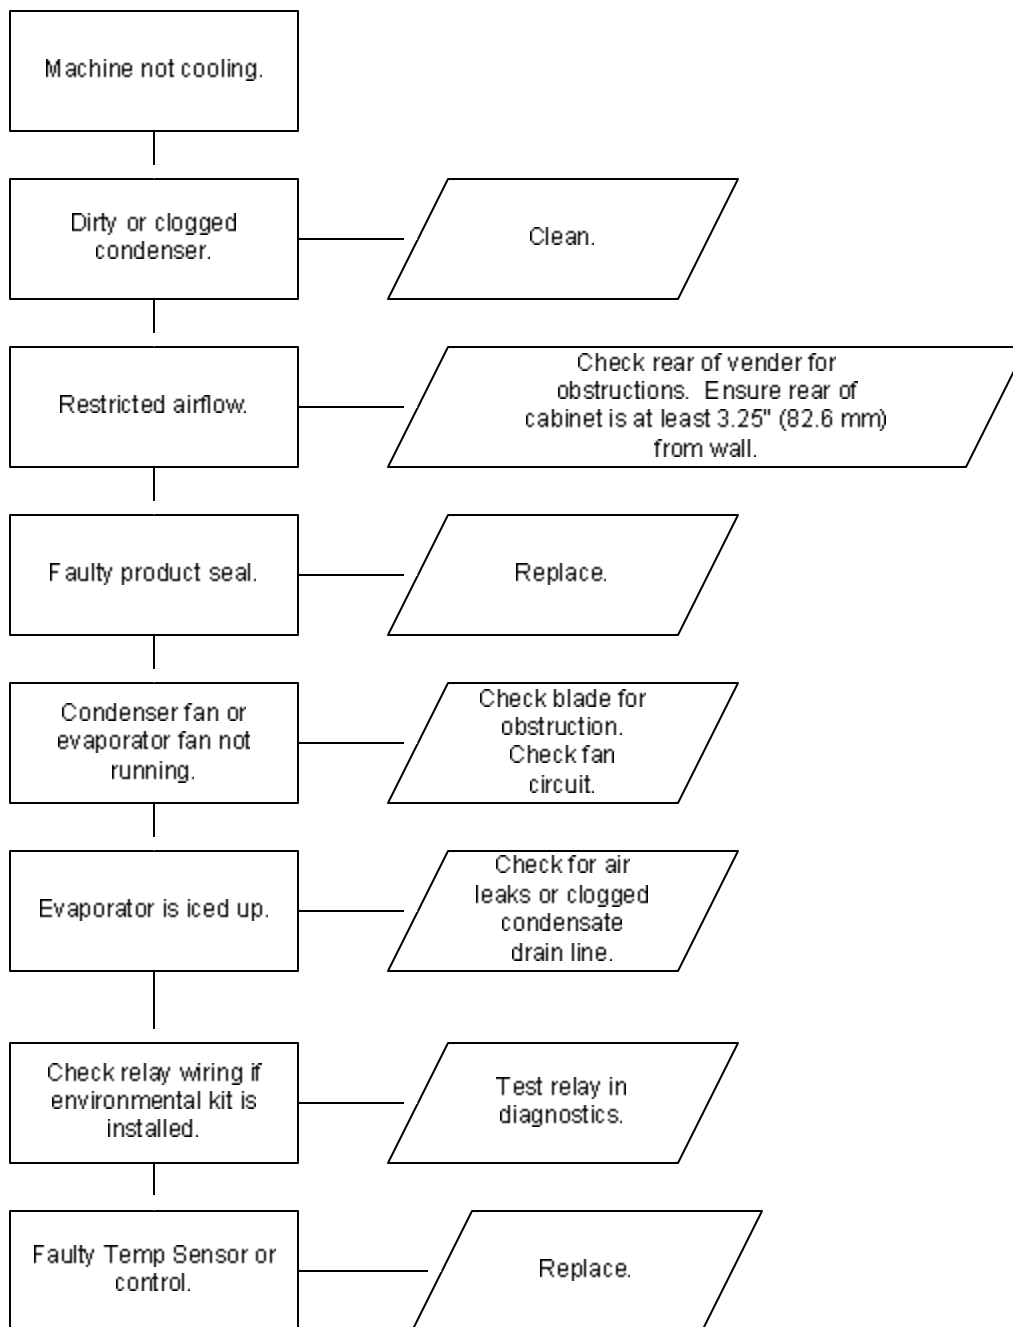 Machine not cooling.
Dirty or clogged
condenser.
Clean.
Restricted airflow.
Check rear of vender for
obstructions.  Ensure rear of
cabinet is at least 3.25" (82.6 mm)
from wall.
Faulty product seal.
Replace.
Condenser fan or
evaporator fan not
running.
Check blade for
obstruction.
Check fan
circuit.
Evaporator is iced up.
Check for air
leaks or clogged
condensate
drain line.
Check relay wiring if
environmental kit is
installed.
Test relay in
diagnostics.
Faulty Temp Sensor or
control.
Replace.